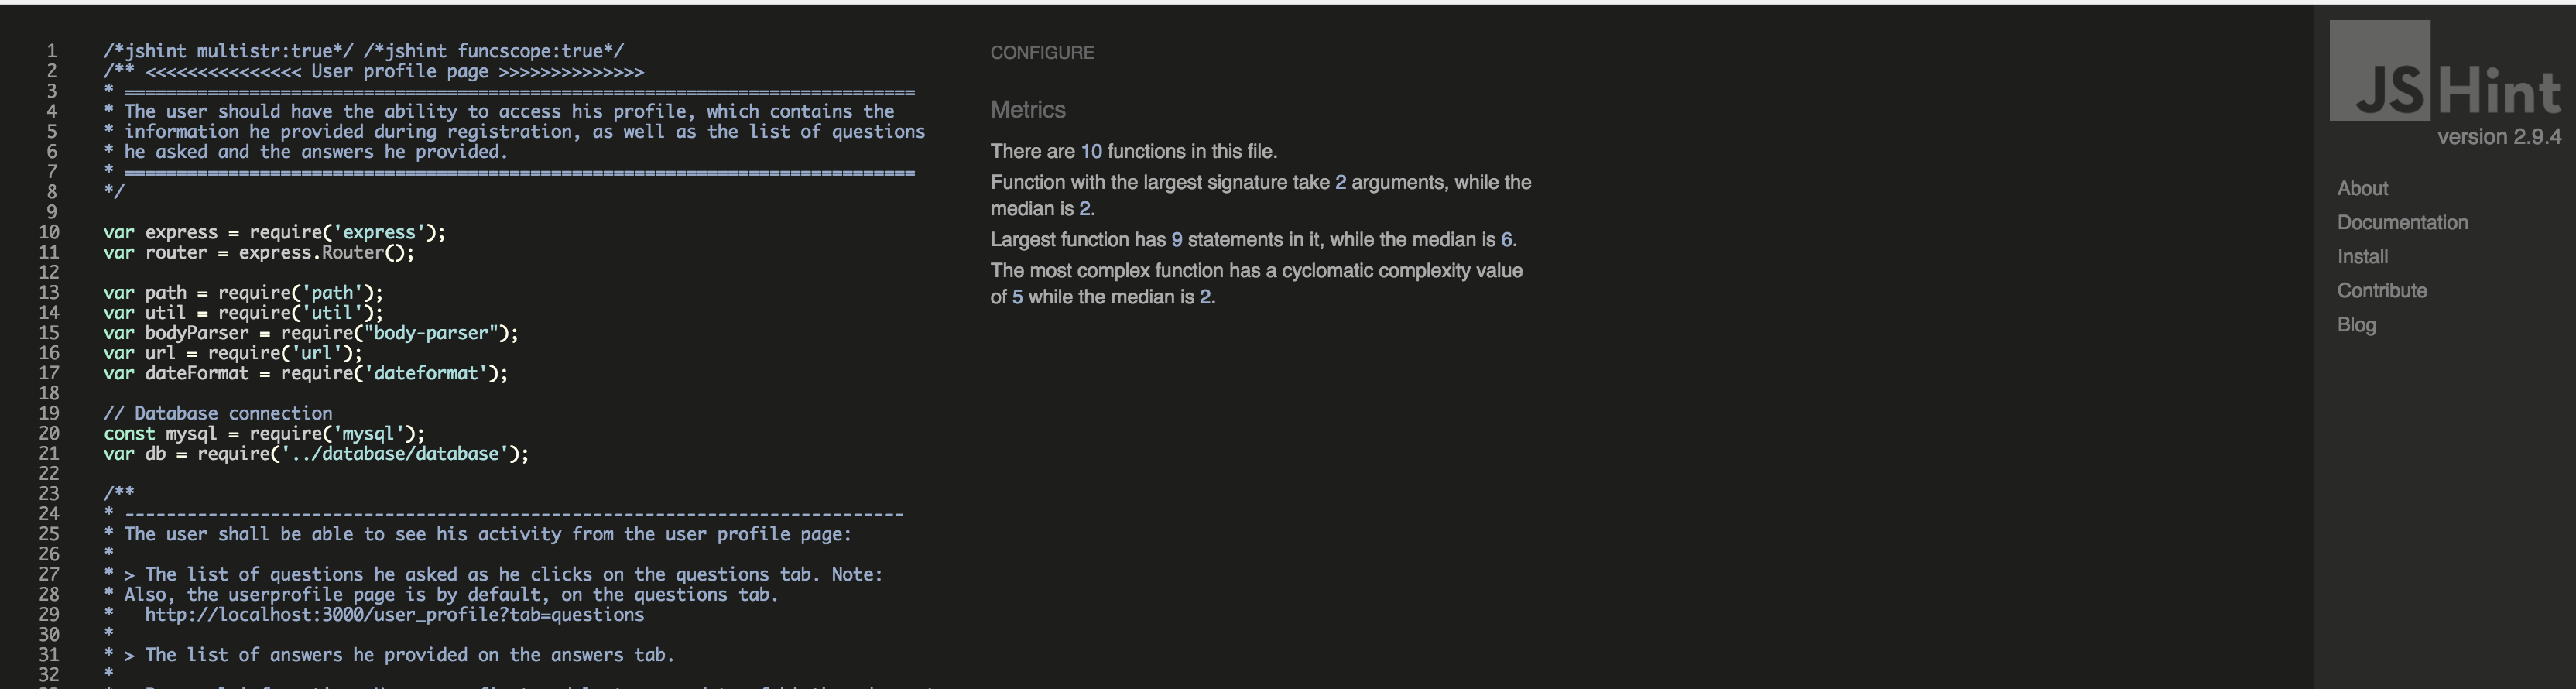 1 /*jshint multistr:true*/ /*jshint funcscope:true*/
2 /** <<<<<<<<<<<<<<< User profile page >>>>>>>>>>>>>>
3 * ============================================================================
4 * The user should have the ability to access his profile, which contains the
5 * information he provided during registration, as well as the list of questions
6 * he asked and the answers he provided.
7 * ============================================================================
8 */
9
10 var express = require('express');
11 var router = express.Router();
12
13 var path = require('path');
14 var util = require('util');
15 var bodyParser = require("body-parser");
16 var url = require('url');
17 var dateFormat = require('dateformat');
18
19 // Database connection
20 const mysql = require('mysql');
21 var db = require('../database/database');
22
23 /**
24 * ---------------------------------------------------------------------------
25 * The user shall be able to see his activity from the user profile page:
26 *
27 * > The list of questions he asked as he clicks on the questions tab. Note:
28 * Also, the userprofile page is by default, on the questions tab.
29 *   http://localhost:3000/user_profile?tab=questions
30 *
31 * > The list of answers he provided on the answers tab.
32 *
CONFIGURE
Metrics
There are 10 functions in this file.
Function with the largest signature take 2 arguments, while the
median is 2.
Largest function has 9 statements in it, while the median is 6.
The most complex function has a cyclomatic complexity value
of 5 while the median is 2.
JSHint
version 2.9.4
About
Documentation
Install
Contribute
Blog